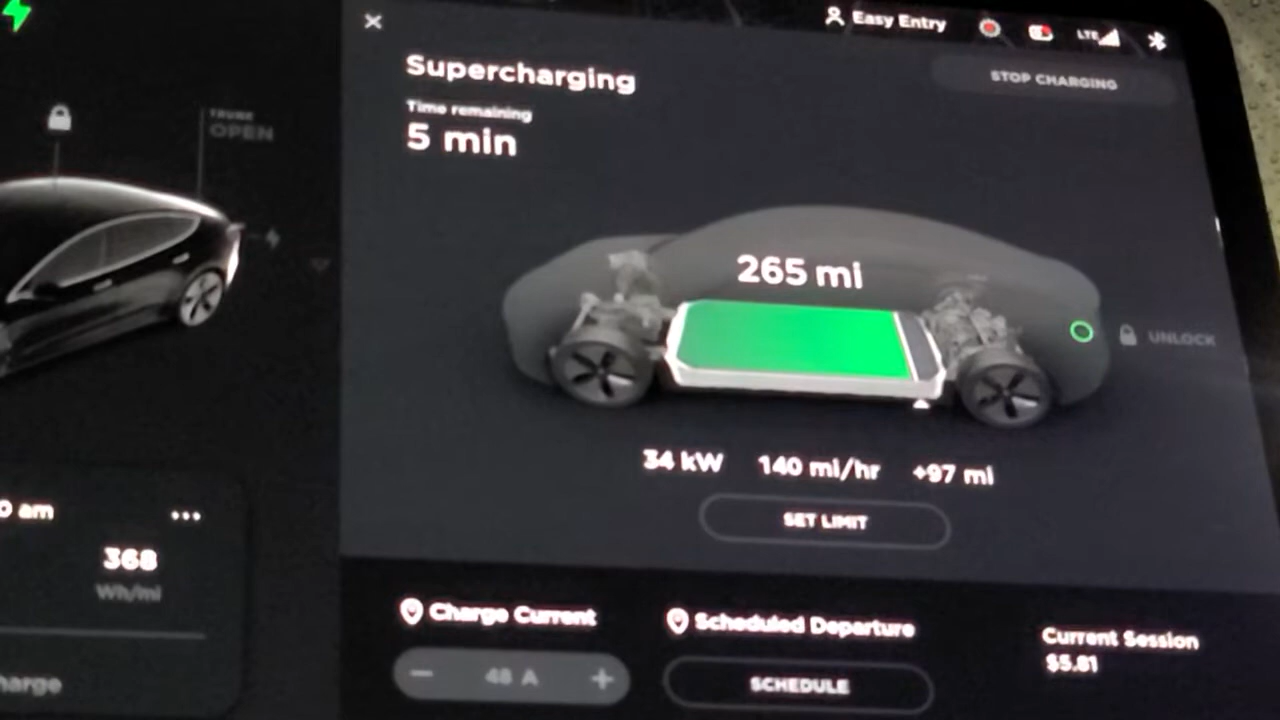 Easy Entry
LTE
Supercharging
STOP CHARGING
Time remaining
5 min
TRUNK
OPEN
265 mi
UNLOCK
34 kW 140 mi/hr +97 mi
SET LIMIT
0 am
...
368
Wh/mi
harge
Charge Current
− 48 A +
Scheduled Departure
SCHEDULE
Current Session
$5.81